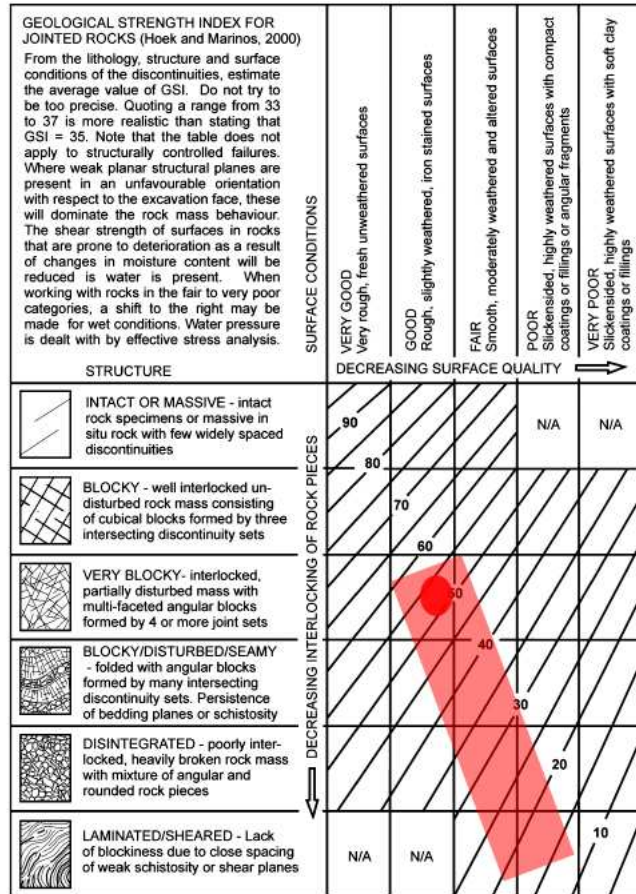 GEOLOGICAL STRENGTH INDEX FOR
JOINTED ROCKS (Hoek and Marinos, 2000)
From the lithology, structure and surface
conditions of the discontinuities, estimate
the average value of GSI. Do not try to
be too precise. Quoting a range from 33
to 37 is more realistic than stating that
GSI = 35. Note that the table does not
apply to structurally controlled failures.
Where weak planar structural planes are
present in an unfavourable orientation
with respect to the excavation face, these
will dominate the rock mass behaviour.
The shear strength of surfaces in rocks
that are prone to deterioration as a result
of changes in moisture content will be
reduced is water is present. When
working with rocks in the fair to very poor
categories, a shift to the right may be
made for wet conditions. Water pressure
is dealt with by effective stress analysis.
STRUCTURE
SURFACE CONDITIONS
VERY GOOD
Very rough, fresh unweathered surfaces
GOOD
Rough, slightly weathered, iron stained surfaces
FAIR
Smooth, moderately weathered and altered surfaces
POOR
Slickensided, highly weathered surfaces with compact
coatings or fillings or angular fragments
VERY POOR
Slickensided, highly weathered surfaces with soft clay
coatings or fillings
DECREASING SURFACE QUALITY
DECREASING INTERLOCKING OF ROCK PIECES
INTACT OR MASSIVE - intact
rock specimens or massive in
situ rock with few widely spaced
discontinuities
90
80
N/A
N/A
BLOCKY - well interlocked un-
disturbed rock mass consisting
of cubical blocks formed by three
intersecting discontinuity sets
70
60
VERY BLOCKY- interlocked,
partially disturbed mass with
multi-faceted angular blocks
formed by 4 or more joint sets
50
BLOCKY/DISTURBED/SEAMY
- folded with angular blocks
formed by many intersecting
discontinuity sets. Persistence
of bedding planes or schistosity
40
30
DISINTEGRATED - poorly inter-
locked, heavily broken rock mass
with mixture of angular and
rounded rock pieces
20
LAMINATED/SHEARED - Lack
of blockiness due to close spacing
of weak schistosity or shear planes
N/A
N/A
10